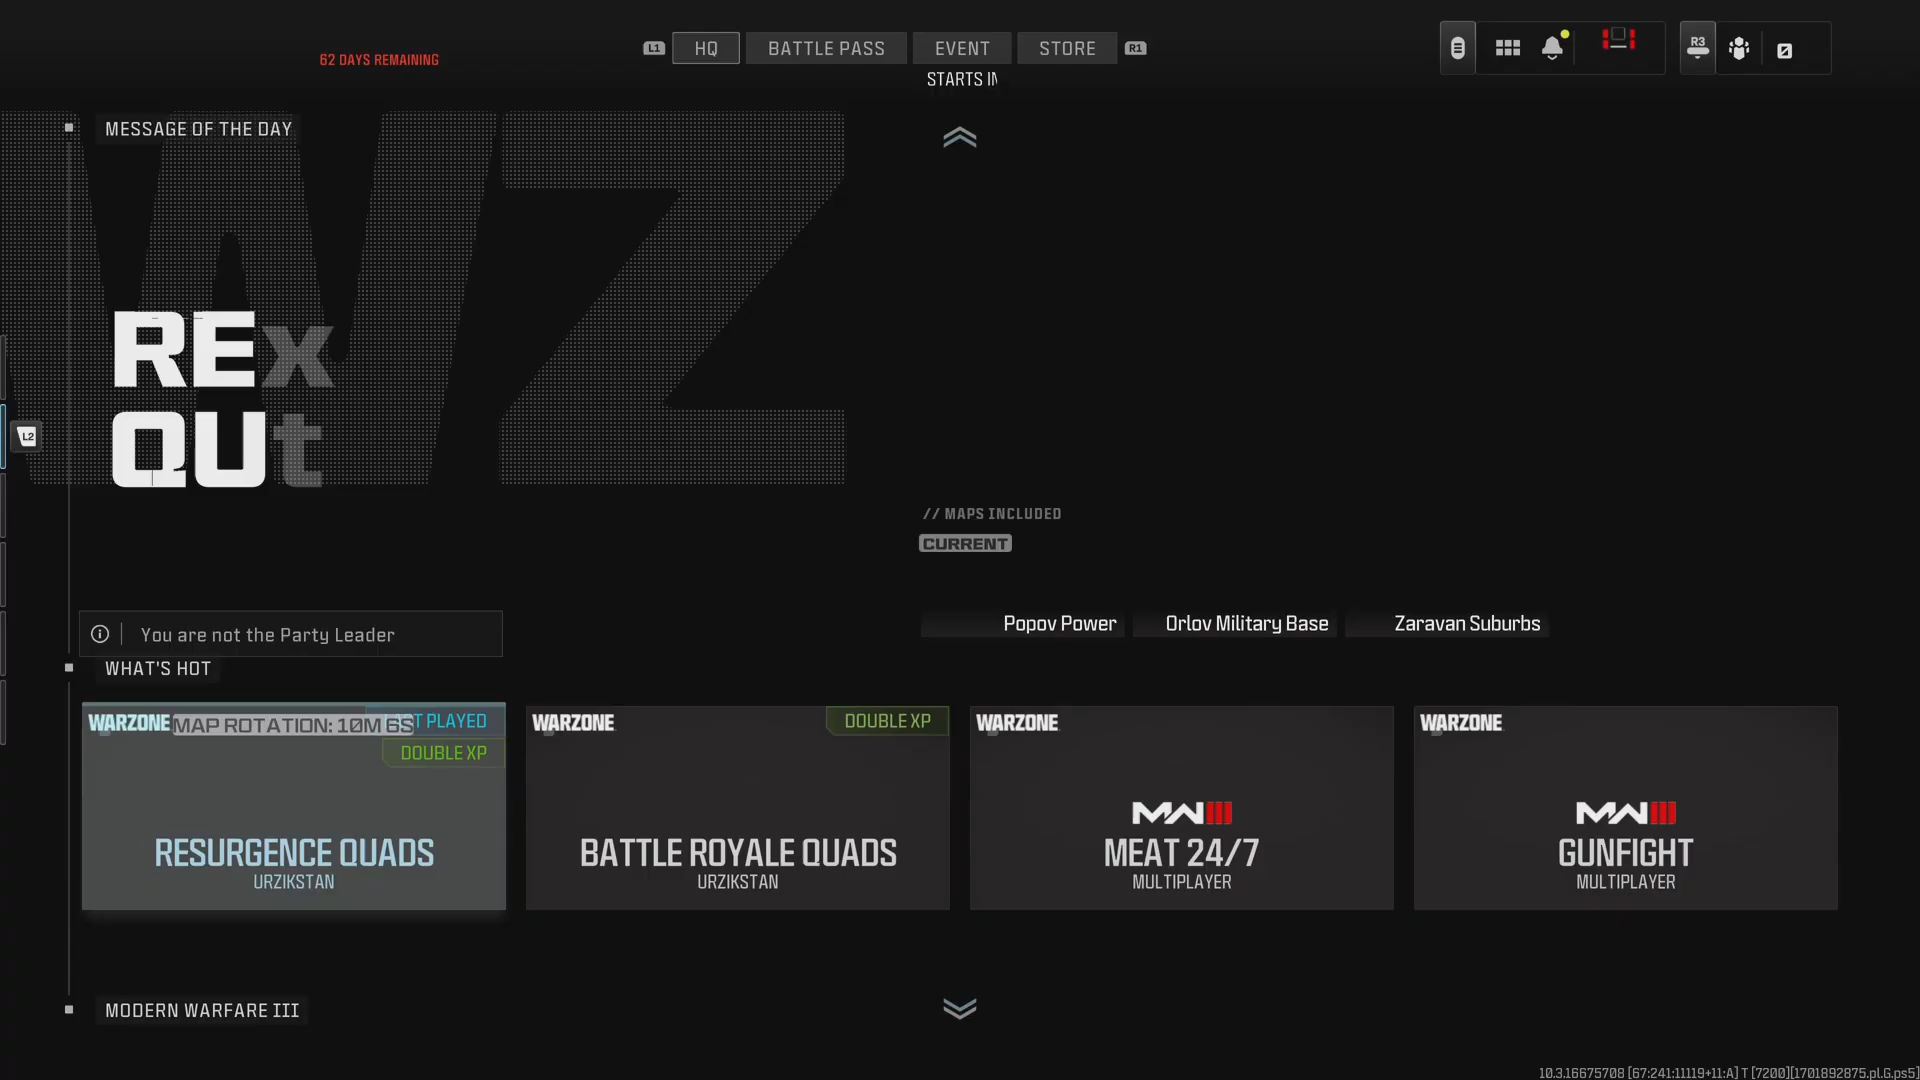 62 DAYS REMAINING
L1 HQ BATTLE PASS EVENT STORE R1
R3
STARTS IN
MESSAGE OF THE DAY
WZ
REx
QUt
L2
// MAPS INCLUDED
CURRENT
Popov Power Orlov Military Base Zaravan Suburbs
You are not the Party Leader
WHAT'S HOT
WARZONE MAP ROTATION: 10M 6S PLAYED
DOUBLE XP
RESURGENCE QUADS
URZIKSTAN
WARZONE DOUBLE XP
BATTLE ROYALE QUADS
URZIKSTAN
WARZONE
MWIII
MEAT 24/7
MULTIPLAYER
WARZONE
MWIII
GUNFIGHT
MULTIPLAYER
MODERN WARFARE III
10.3.16675708 [67:241:11119+11:A] T [7200][1701892875.pl.G.ps5]